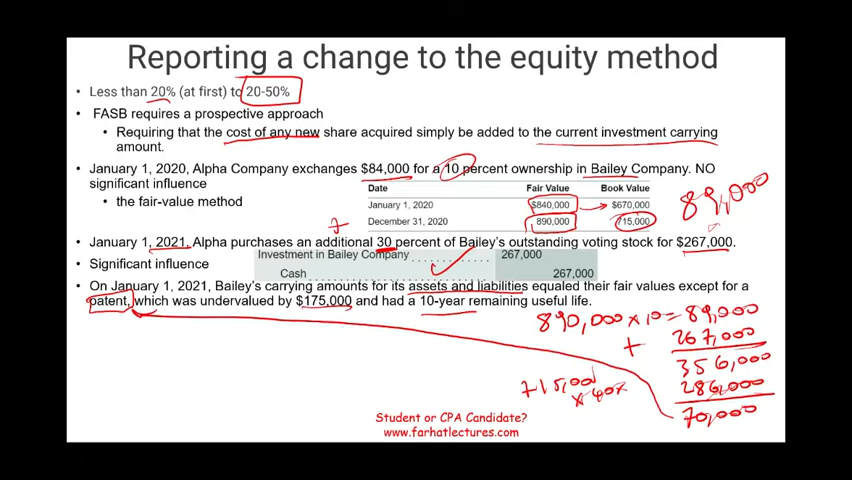 Reporting a change to the equity method
• Less than 20% (at first) to 20-50%
• FASB requires a prospective approach
• Requiring that the cost of any new share acquired simply be added to the current investment carrying
amount.
• January 1, 2020, Alpha Company exchanges $84,000 for a 10 percent ownership in Bailey Company. NO
significant influence
• the fair-value method
Date Fair Value Book Value
January 1, 2020 $840,000 $670,000
December 31, 2020 890,000 715,000
89,000
+
• January 1, 2021, Alpha purchases an additional 30 percent of Bailey's outstanding voting stock for $267,000.
Investment in Bailey Company 267,000
• Significant influence
Cash 267,000
• On January 1, 2021, Bailey's carrying amounts for its assets and liabilities equaled their fair values except for a
patent, which was undervalued by $175,000 and had a 10-year remaining useful life.
890,000 x 10 = 89,000
+ 267,000
356,000
715,000
x 40%
286,000
70,000
Student or CPA Candidate?
www.farhatlectures.com